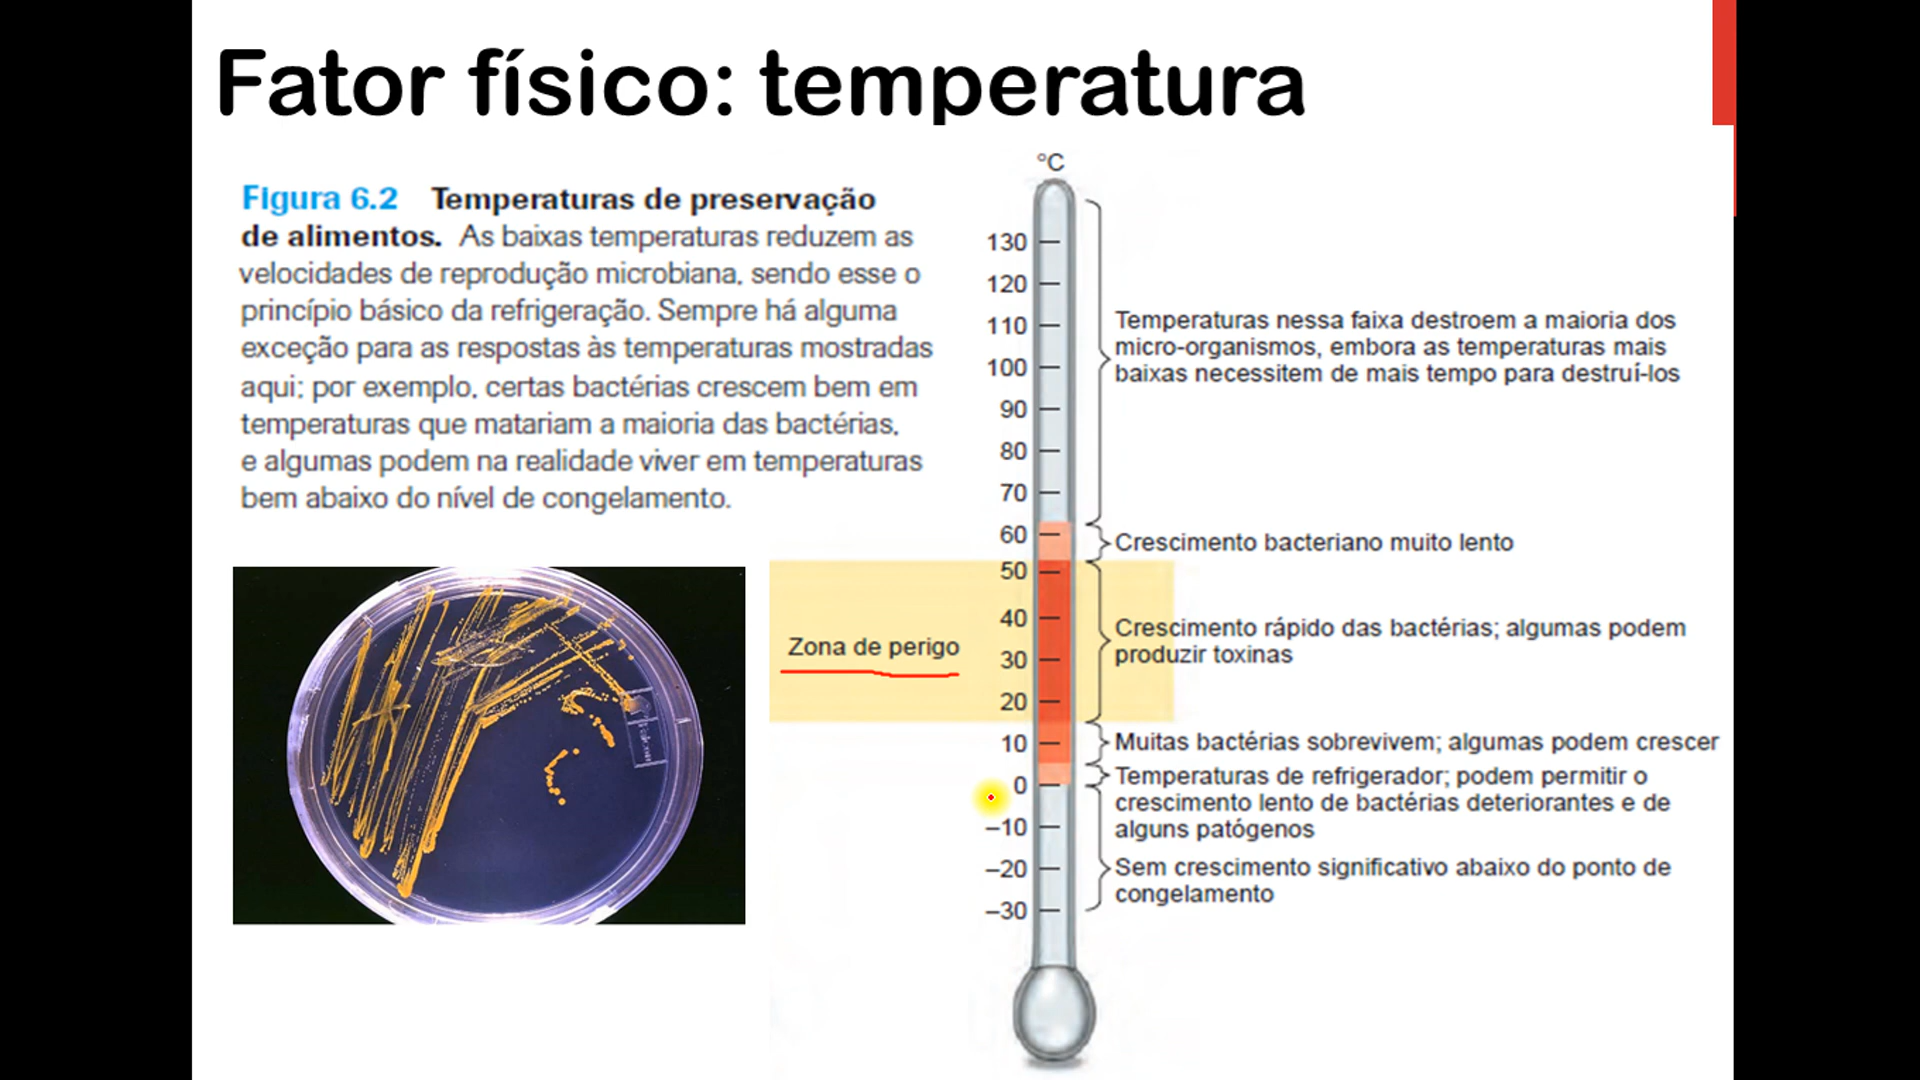 Fator físico: temperatura
Figura 6.2 Temperaturas de preservação
de alimentos. As baixas temperaturas reduzem as
velocidades de reprodução microbiana, sendo esse o
princípio básico da refrigeração. Sempre há alguma
exceção para as respostas às temperaturas mostradas
aqui; por exemplo, certas bactérias crescem bem em
temperaturas que matariam a maioria das bactérias,
e algumas podem na realidade viver em temperaturas
bem abaixo do nível de congelamento.
°C
130
120
110
100
90
80
70
60
50
40
30
20
10
0
–10
–20
–30
Temperaturas nessa faixa destroem a maioria dos
micro-organismos, embora as temperaturas mais
baixas necessitem de mais tempo para destruí-los
Crescimento bacteriano muito lento
Zona de perigo
Crescimento rápido das bactérias; algumas podem
produzir toxinas
Muitas bactérias sobrevivem; algumas podem crescer
Temperaturas de refrigerador; podem permitir o
crescimento lento de bactérias deteriorantes e de
alguns patógenos
Sem crescimento significativo abaixo do ponto de
congelamento